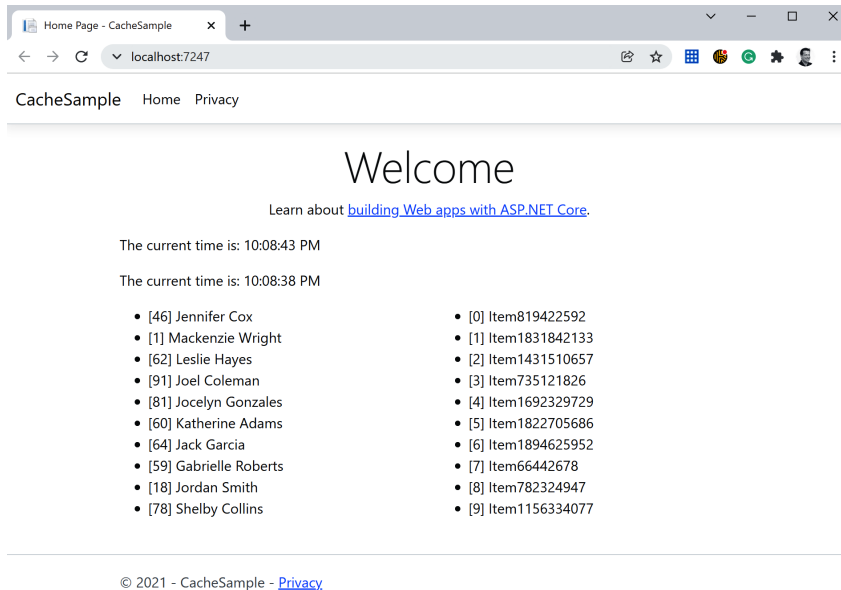 Home Page - CacheSample
localhost:7247
CacheSample Home Privacy
Welcome
Learn about building Web apps with ASP.NET Core.
The current time is: 10:08:43 PM
The current time is: 10:08:38 PM
[46] Jennifer Cox
[1] Mackenzie Wright
[62] Leslie Hayes
[91] Joel Coleman
[81] Jocelyn Gonzales
[60] Katherine Adams
[64] Jack Garcia
[59] Gabrielle Roberts
[18] Jordan Smith
[78] Shelby Collins
[0] Item819422592
[1] Item1831842133
[2] Item1431510657
[3] Item735121826
[4] Item1692329729
[5] Item1822705686
[6] Item1894625952
[7] Item66442678
[8] Item782324947
[9] Item1156334077
© 2021 - CacheSample - Privacy